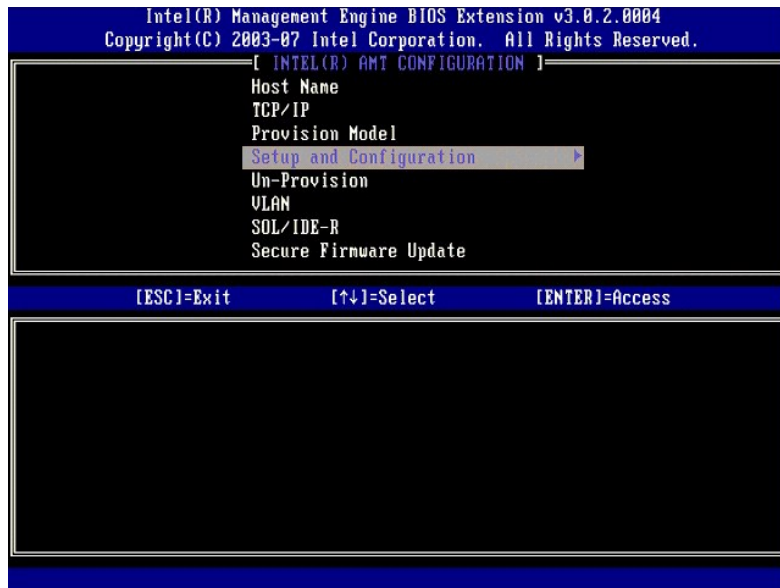 Intel(R) Management Engine BIOS Extension v3.0.2.0004
Copyright(C) 2003-07 Intel Corporation. All Rights Reserved.
[ INTEL(R) AMT CONFIGURATION ]
Host Name
TCP/IP
Provision Model
Setup and Configuration ►
Un-Provision
VLAN
SOL/IDE-R
Secure Firmware Update
[ESC]=Exit [↑↓]=Select [ENTER]=Access